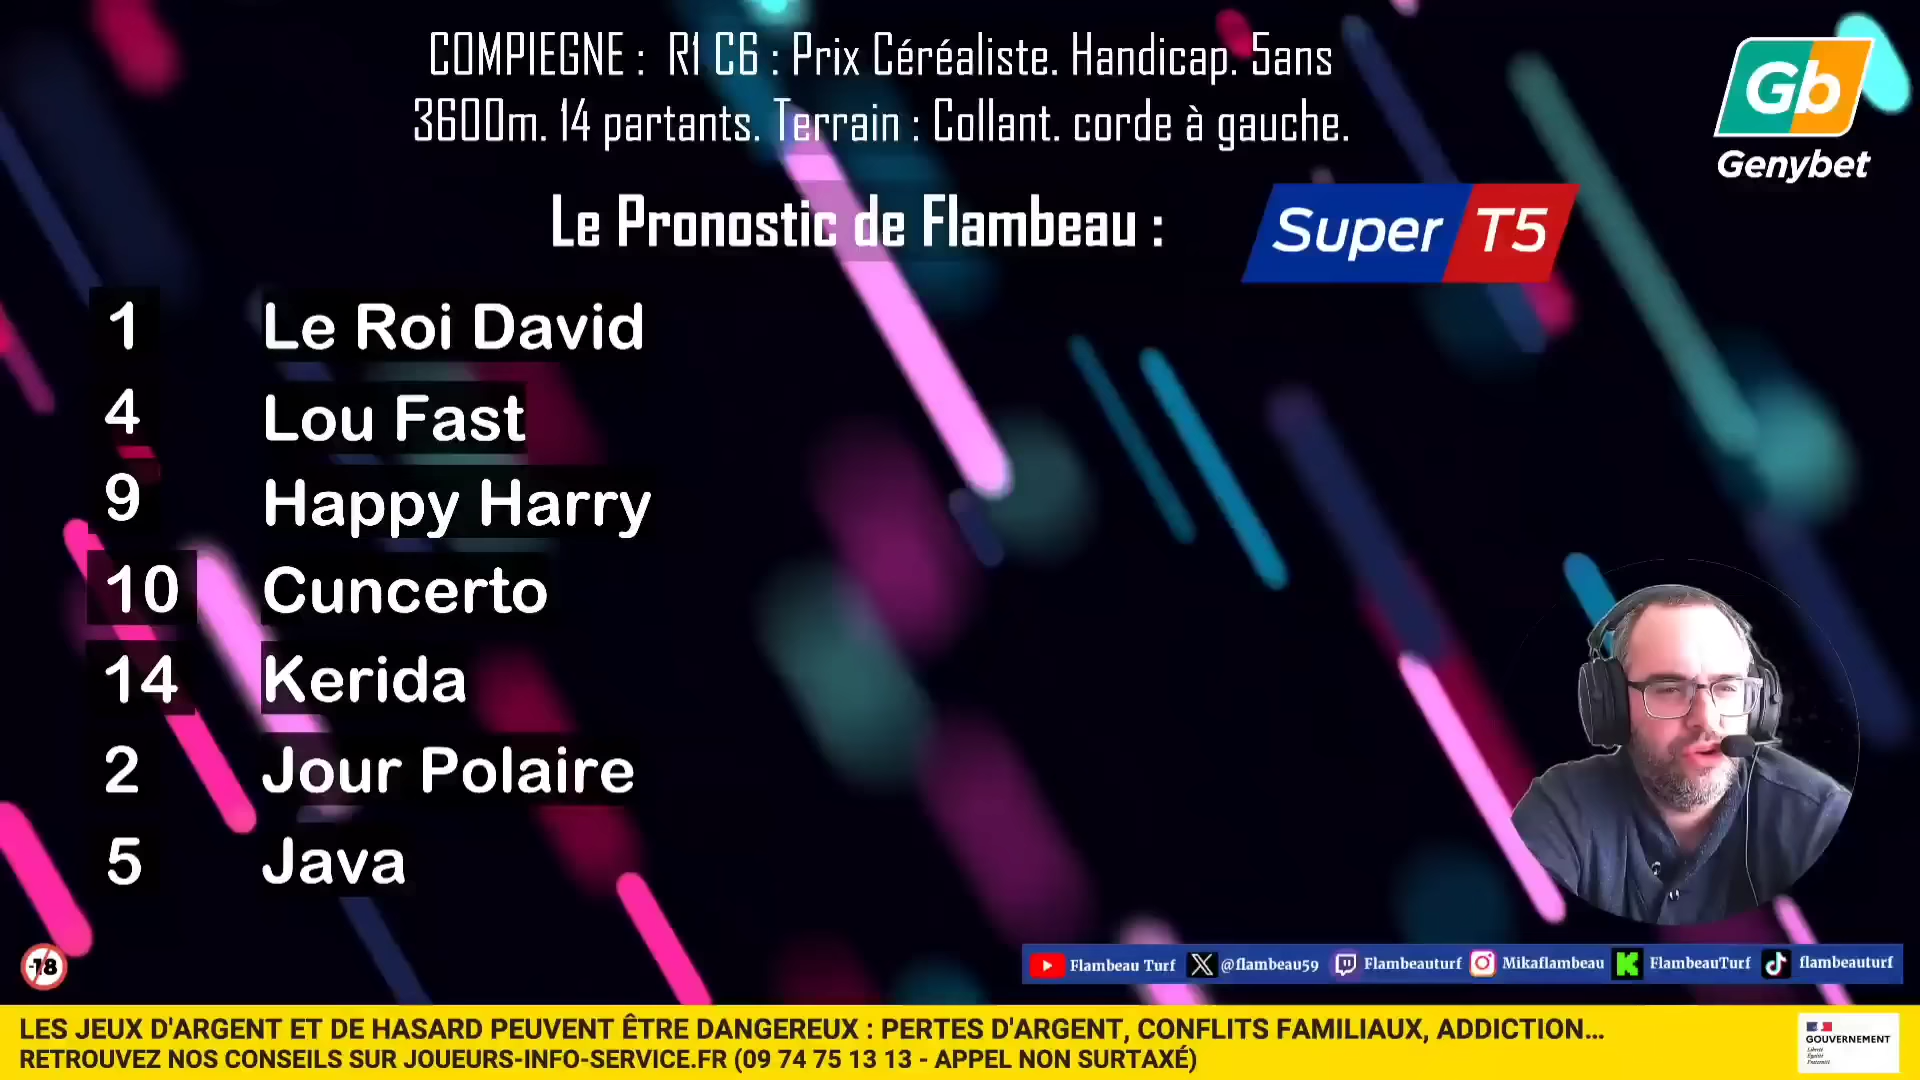 COMPIEGNE : R1 C6 : Prix Céréaliste. Handicap. 5ans
3600m. 14 partants. Terrain : Collant. corde à gauche.
Gb
Genybet
Le Pronostic de Flambeau :
Super T5
1 Le Roi David
4 Lou Fast
9 Happy Harry
10 Cuncerto
14 Kerida
2 Jour Polaire
5 Java
-18
Flambeau Turf @flambeau59 Flambeauturf Mikaflambeau FlambeauTurf flambeauturf
LES JEUX D'ARGENT ET DE HASARD PEUVENT ÊTRE DANGEREUX : PERTES D'ARGENT, CONFLITS FAMILIAUX, ADDICTION...
RETROUVEZ NOS CONSEILS SUR JOUEURS-INFO-SERVICE.FR (09 74 75 13 13 - APPEL NON SURTAXÉ)
GOUVERNEMENT
Liberté
Égalité
Fraternité